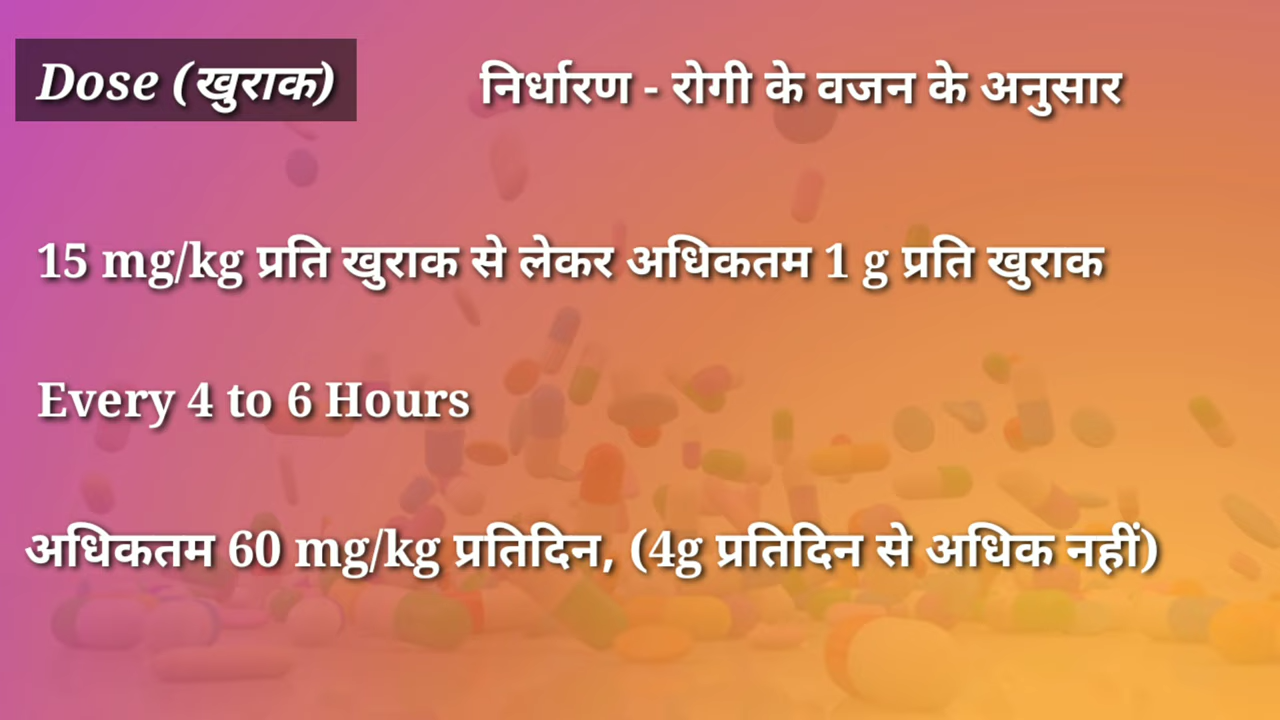 Dose (खुराक)
निर्धारण - रोगी के वजन के अनुसार
15 mg/kg प्रति खुराक से लेकर अधिकतम 1 g प्रति खुराक
Every 4 to 6 Hours
अधिकतम 60 mg/kg प्रतिदिन, (4g प्रतिदिन से अधिक नहीं)